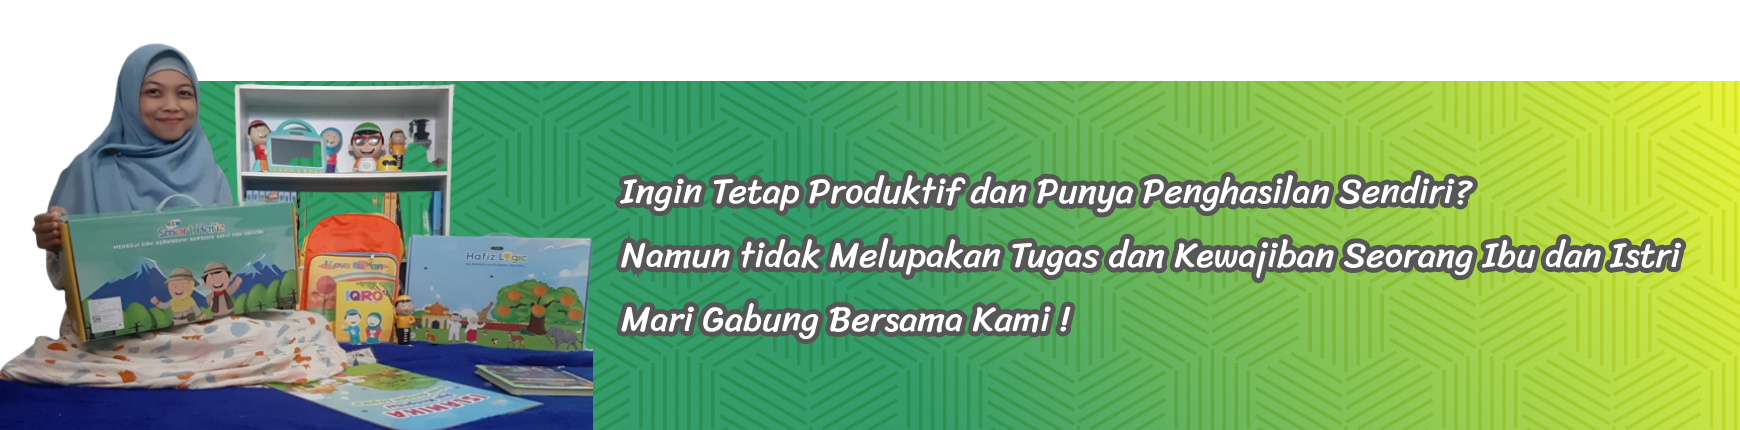 Ingin Tetap Produktif dan Punya Penghasilan Sendiri?
Namun tidak Melupakan Tugas dan Kewajiban Seorang Ibu dan Istri
Mari Gabung Bersama Kami !
Smart Hafiz
Hafiz Logic
IQRO